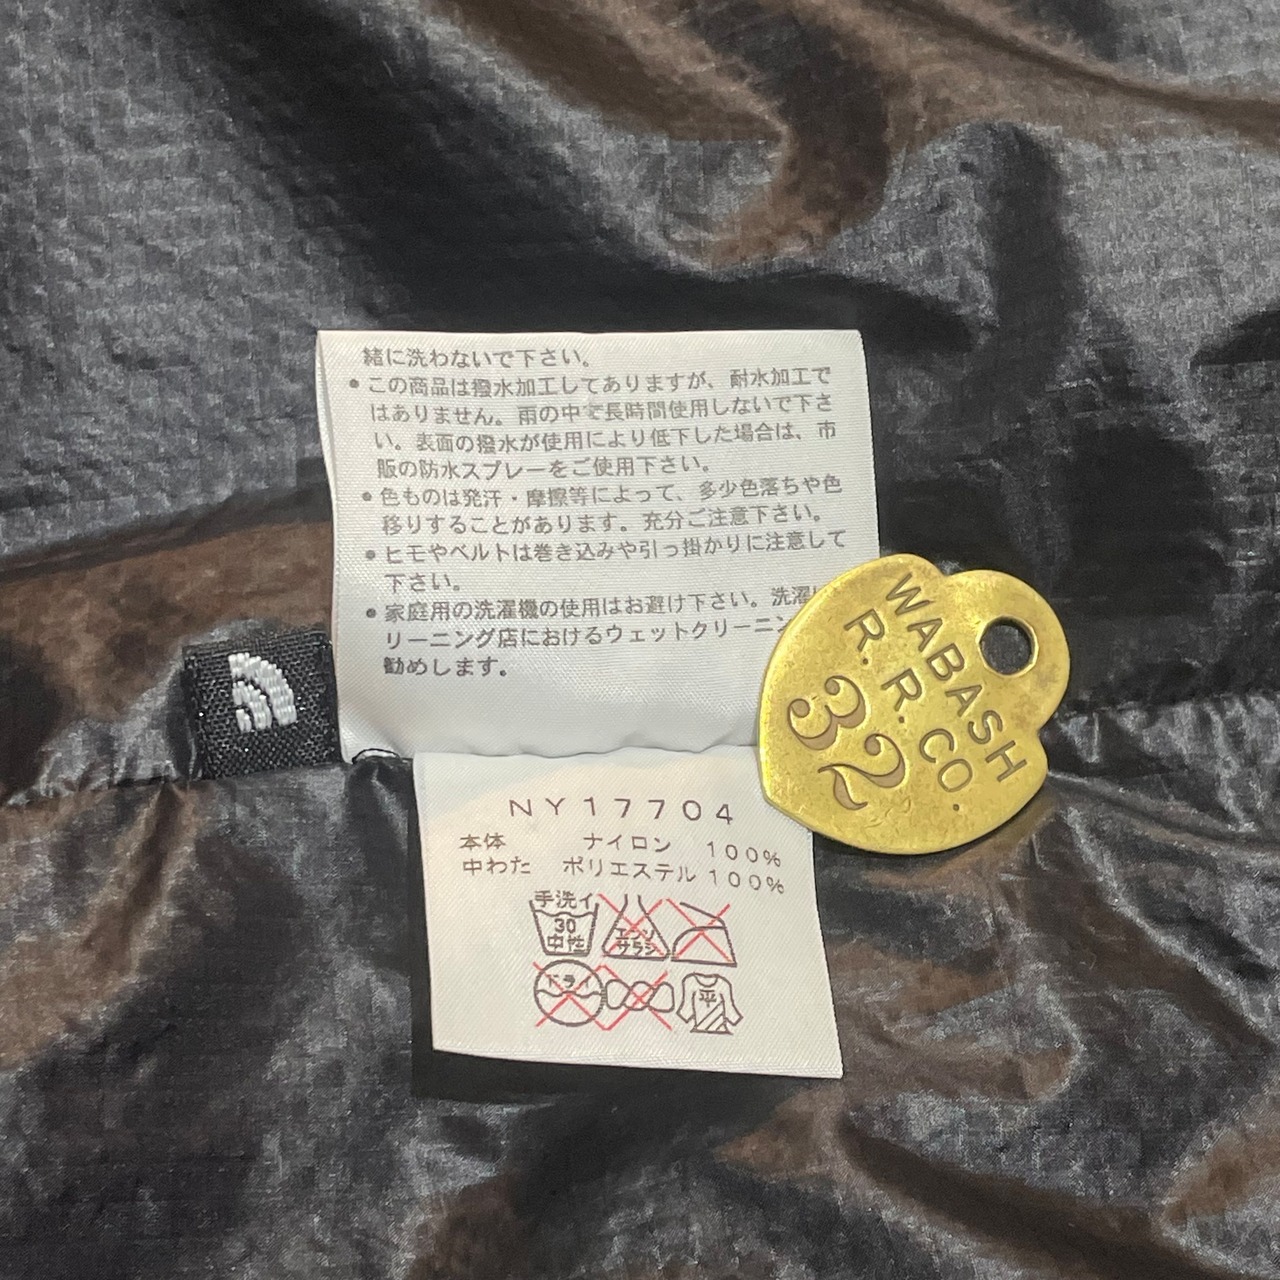 緒に洗わないで下さい。
●この商品は撥水加工してありますが、耐水加工で
はありません。雨の中で長時間使用しないで下さ
い。表面の撥水が使用により低下した場合は、市
販の防水スプレーをご使用下さい。
●色ものは発汗・摩擦等によって、多少色落ちや色
移りすることがあります。充分ご注意下さい。
●ヒモやベルトは巻き込みや引っ掛かりに注意して
下さい。
●家庭用の洗濯機の使用はお避け下さい。洗濯
リーニング店におけるウェットクリーニン
勧めします。
WABASH
R. R. CO.
32
NY17704
本体 ナイロン 100%
中わた ポリエステル 100%
手洗イ
30
中性
エンソ
サラシ
ドライ
平